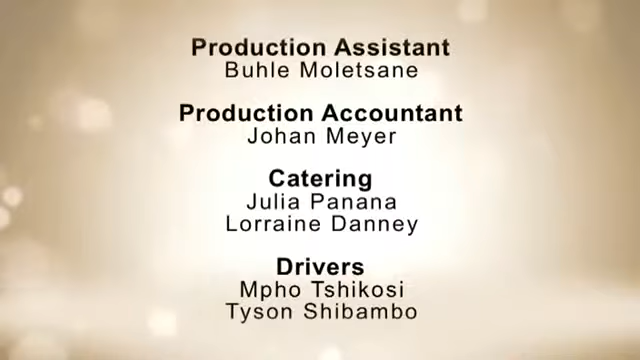 Production Assistant
Buhle Moletsane
Production Accountant
Johan Meyer
Catering
Julia Panana
Lorraine Danney
Drivers
Mpho Tshikosi
Tyson Shibambo